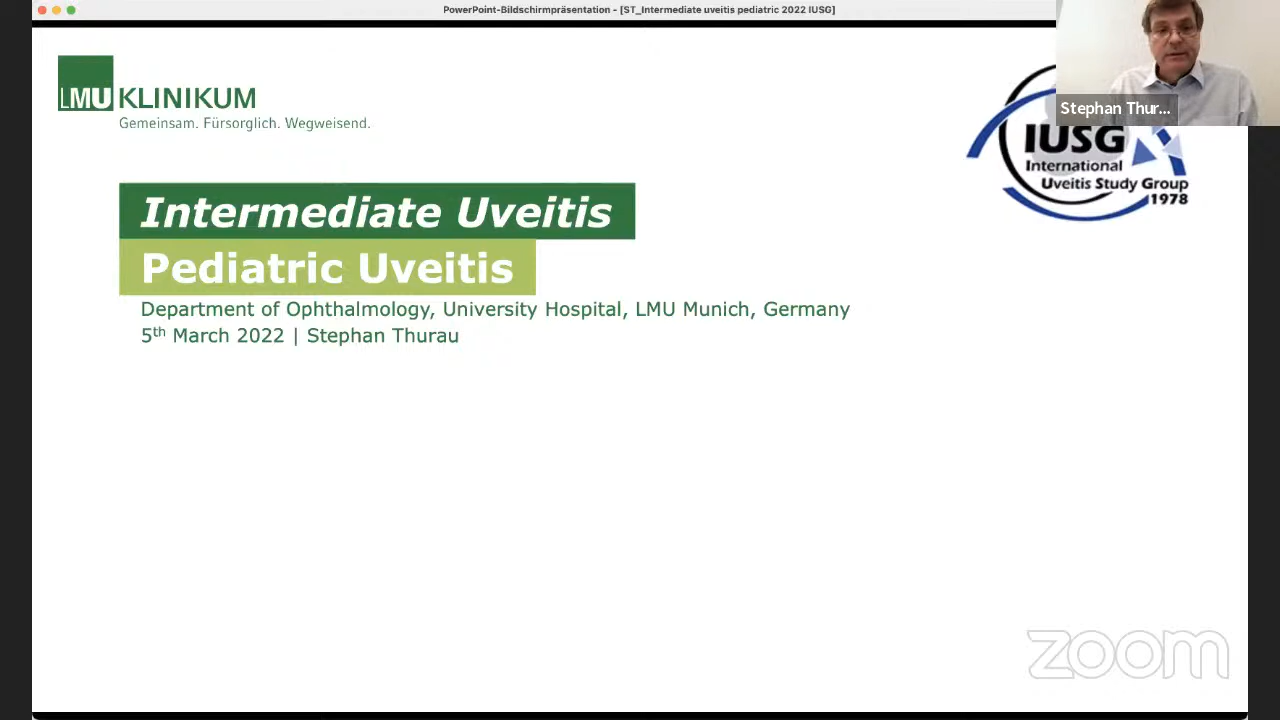 PowerPoint-Bildschirmpräsentation - [ST_Intermediate uveitis pediatric 2022 IUSG]
LMU KLINIKUM
Gemeinsam. Fürsorglich. Wegweisend.
Stephan Thur...
IUSG
International
Uveitis Study Group
1978
Intermediate Uveitis
Pediatric Uveitis
Department of Ophthalmology, University Hospital, LMU Munich, Germany
5th March 2022 | Stephan Thurau
zoom